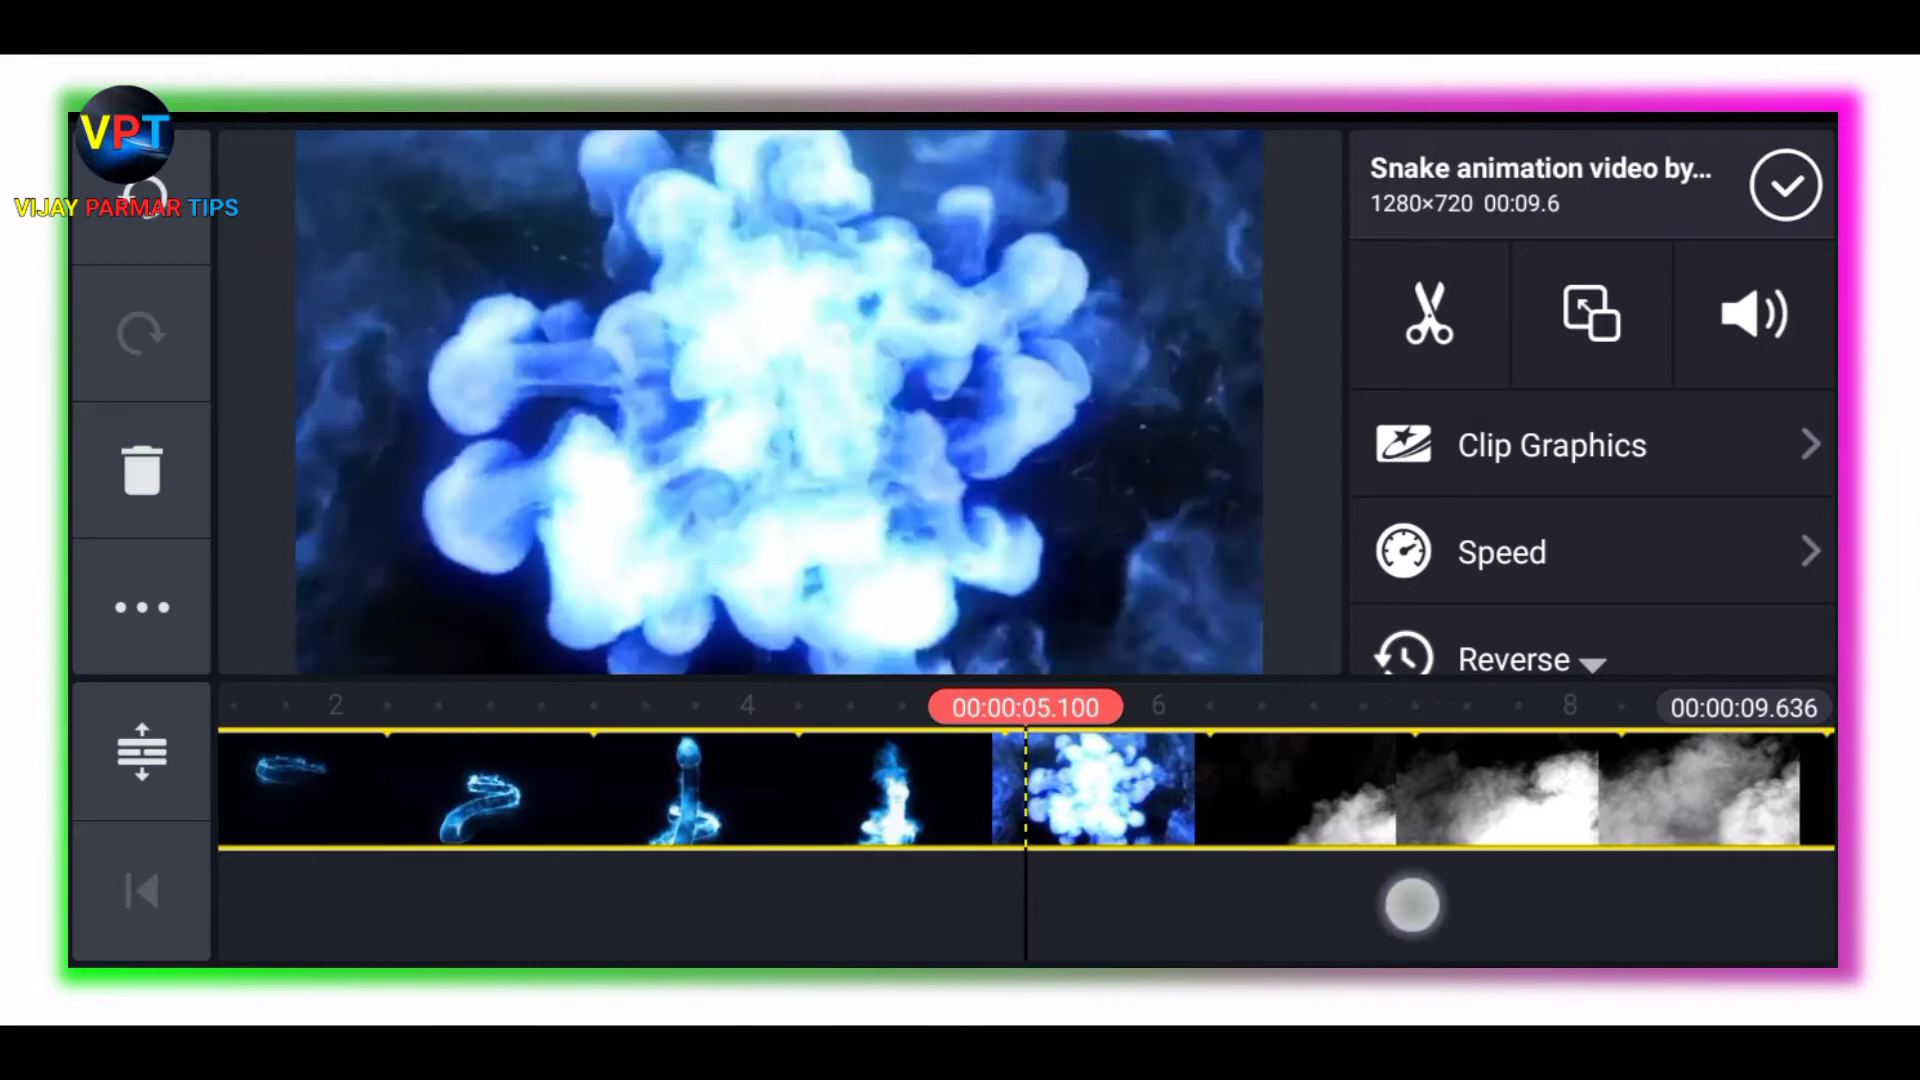 VPT
VIJAY PARMAR TIPS
Snake animation video by...
1280×720 00:09.6
Clip Graphics
Speed
Reverse
2
4
00:00:05.100
6
8
00:00:09.636